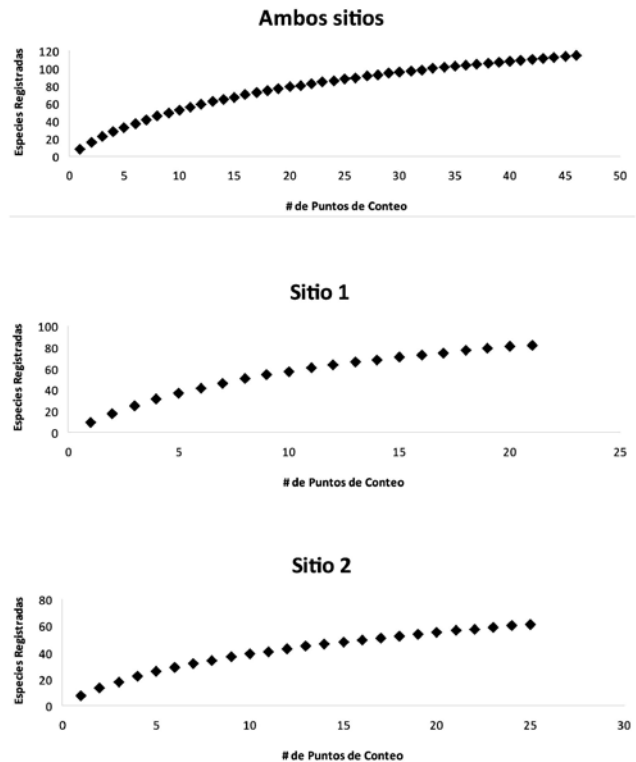 Ambos sitios
Especies Registradas
120
100
80
60
40
20
0
0 5 10 15 20 25 30 35 40 45 50
# de Puntos de Conteo
Sitio 1
Especies Registradas
100
80
60
40
20
0
0 5 10 15 20 25
# de Puntos de Conteo
Sitio 2
Especies Registradas
80
60
40
20
0
0 5 10 15 20 25 30
# de Puntos de Conteo